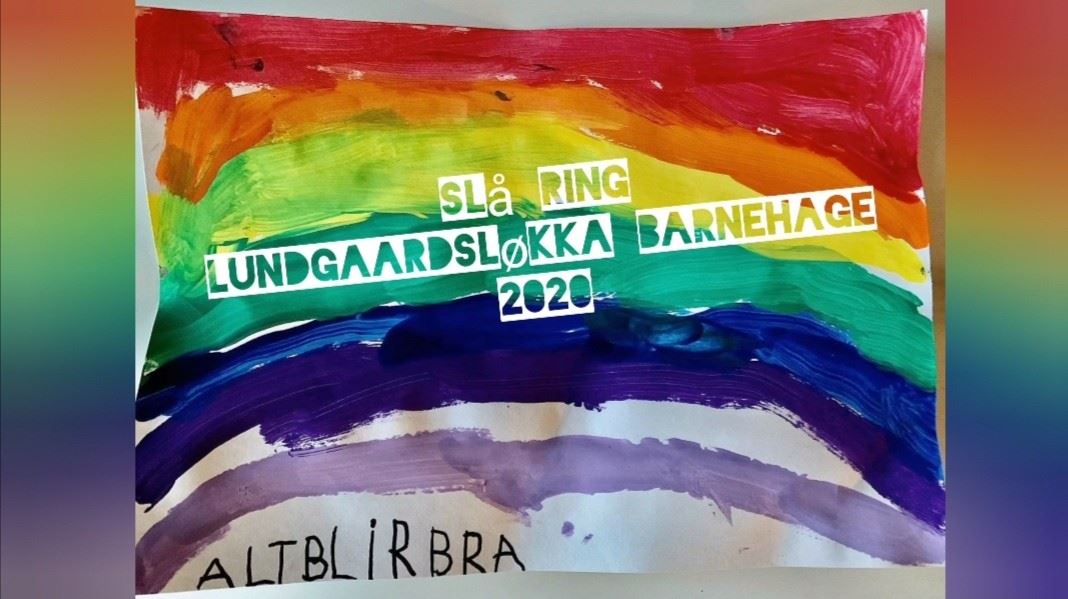 SLå RING
LUNDGAARDSLøKKA BARNEHAGE
2020
ALTBLIRBRA